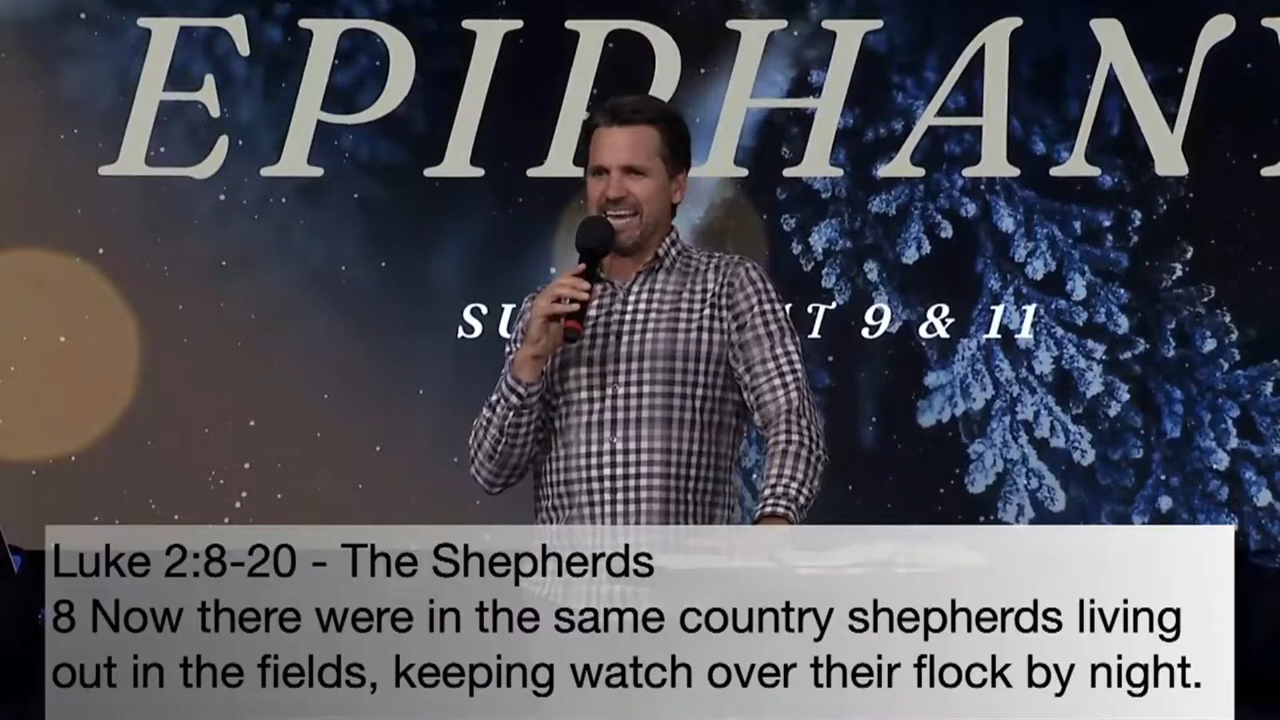 EPIPHAN
9 & 11
Luke 2:8-20 - The Shepherds
8 Now there were in the same country shepherds living
out in the fields, keeping watch over their flock by night.